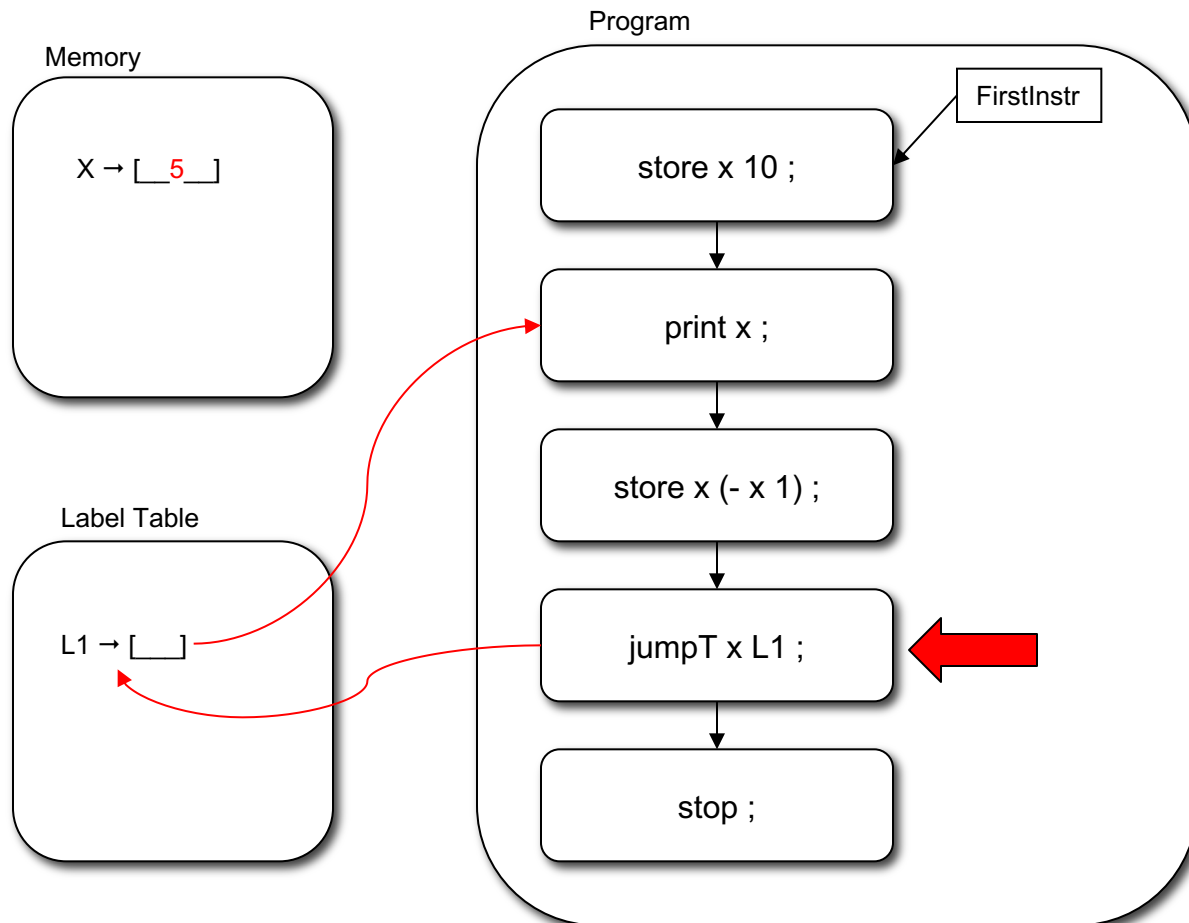 Program
Memory
FirstInstr
X → [__5__]
store x 10 ;
print x ;
store x (- x 1) ;
Label Table
L1 → [___]
jumpT x L1 ;
stop ;